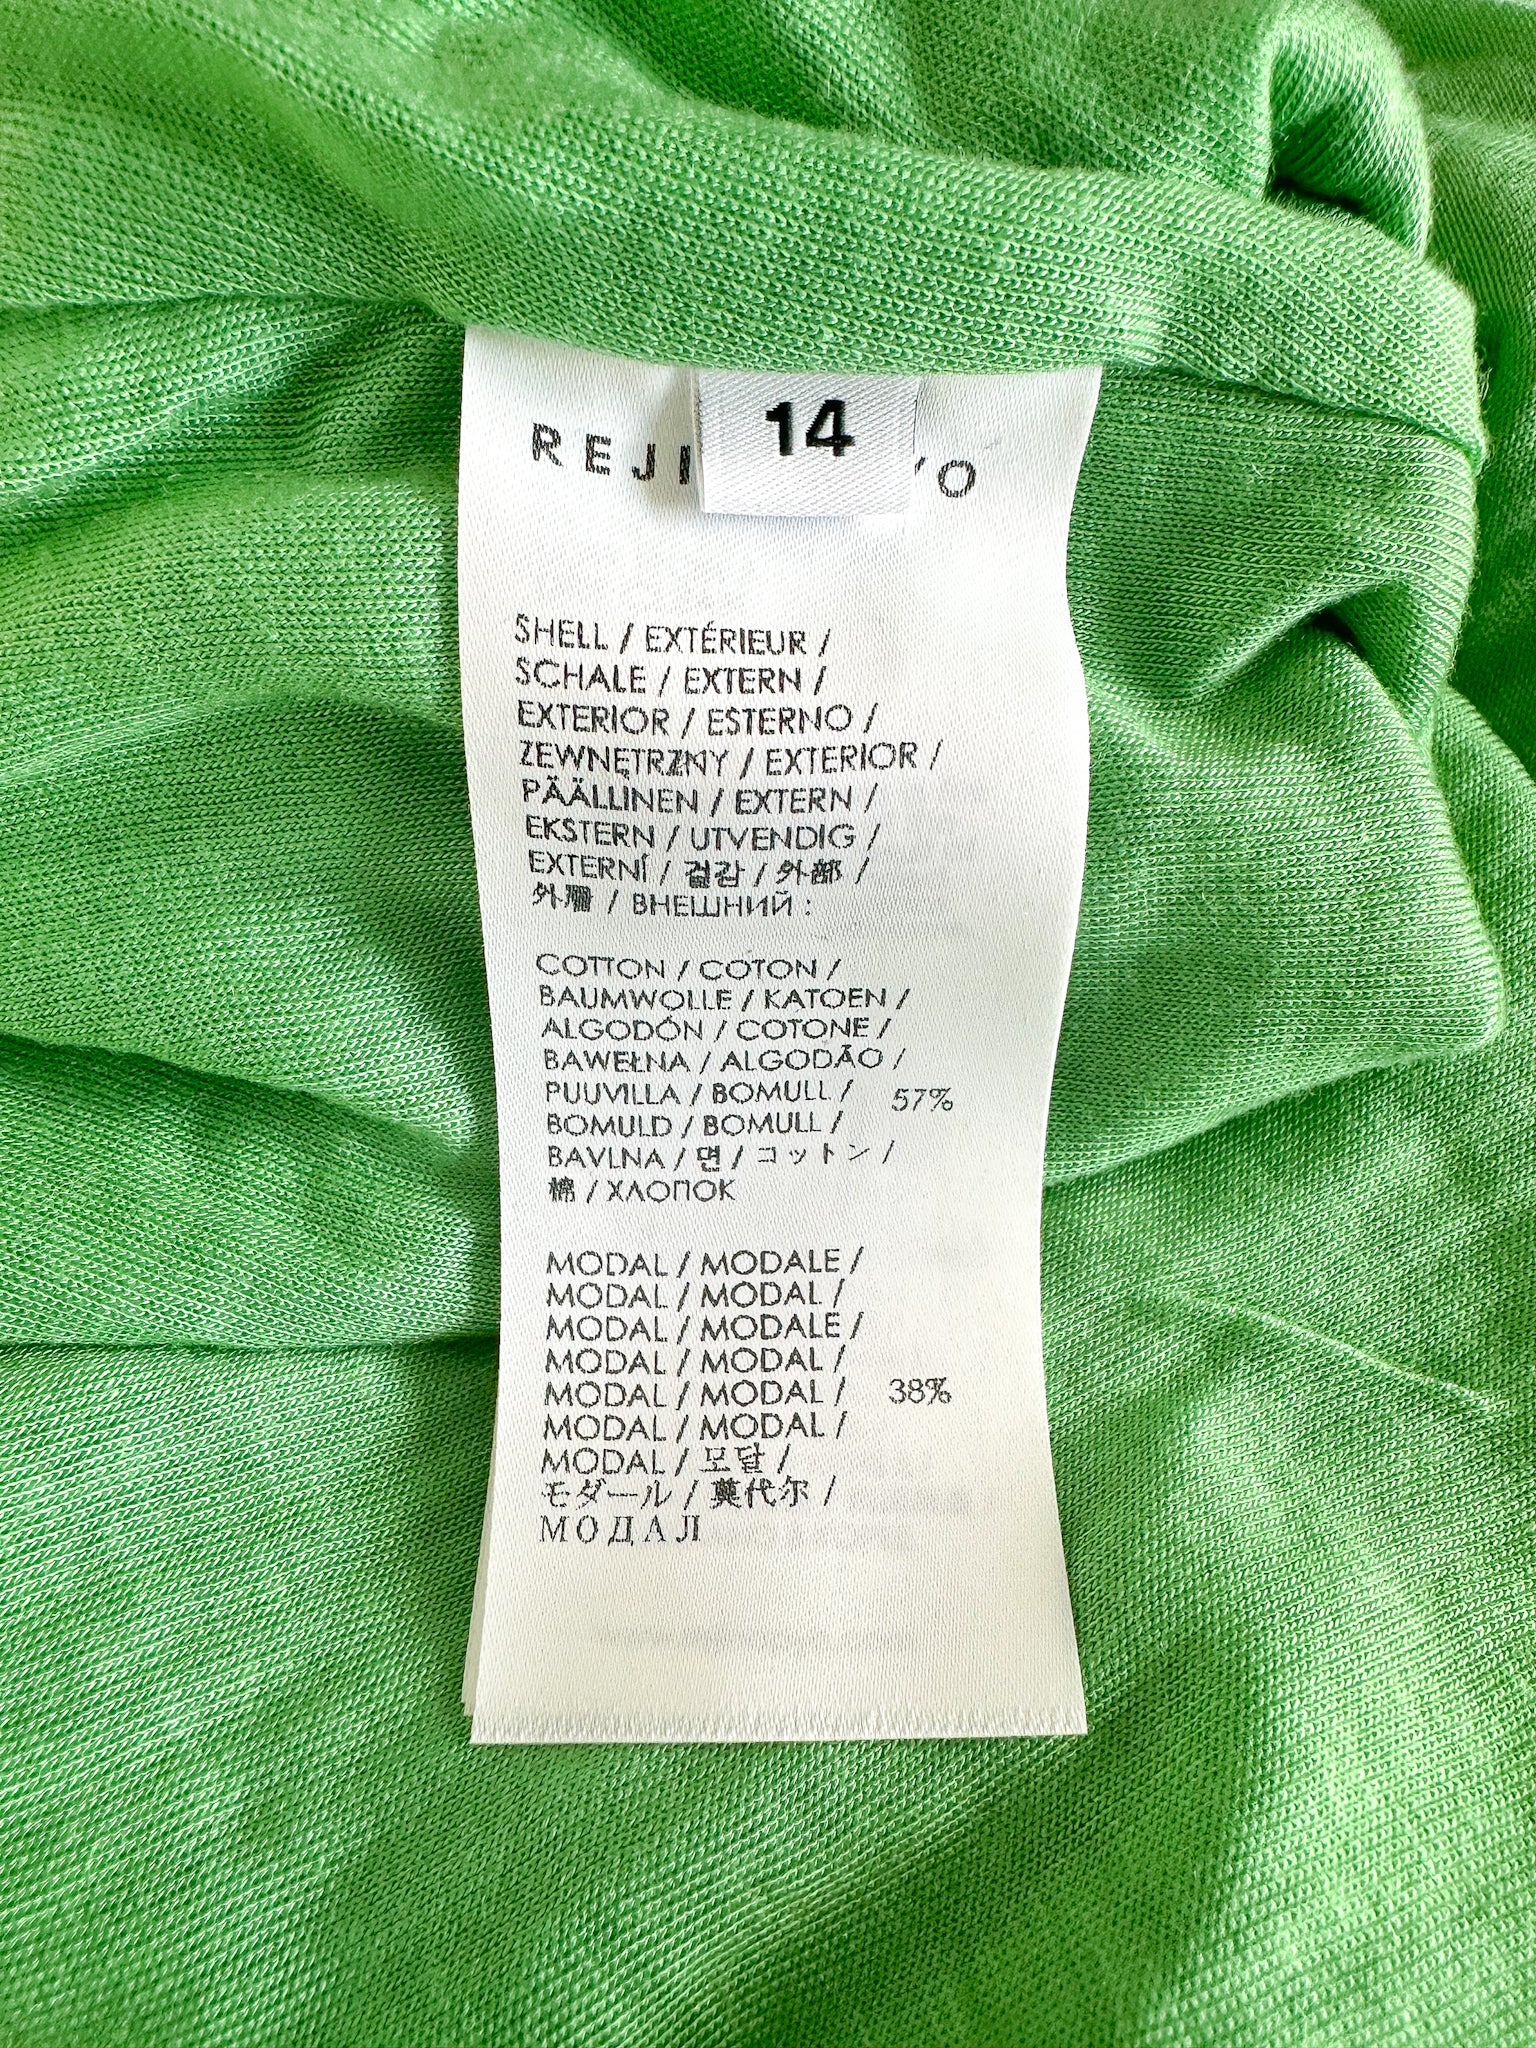 14
REJI
YO
SHELL / EXTÉRIEUR /
SCHALE / EXTERN /
EXTERIOR / ESTERNO /
ZEWNĘTRZNY / EXTERIOR /
PÄÄLLINEN / EXTERN /
EKSTERN / UTVENDIG /
EXTERNÍ / 겉감 / 外部 /
/ ВНЕШНИЙ :
COTTON / COTON /
BAUMWOLLE / KATOEN /
ALGODÓN / COTONE /
BAWEŁNA / ALGODÃO /
PUUVILLA / BOMULL / 57%
BOMULD / BOMULL /
BAVLNA / 면 / コットン /
棉 / ХЛОПОК
MODAL / MODALE /
MODAL / MODAL /
MODAL / MODALE /
MODAL / MODAL /
MODAL / MODAL / 38%
MODAL / MODAL /
MODAL / 모달 /
モダール / 莫代尔 /
МОДАЛ